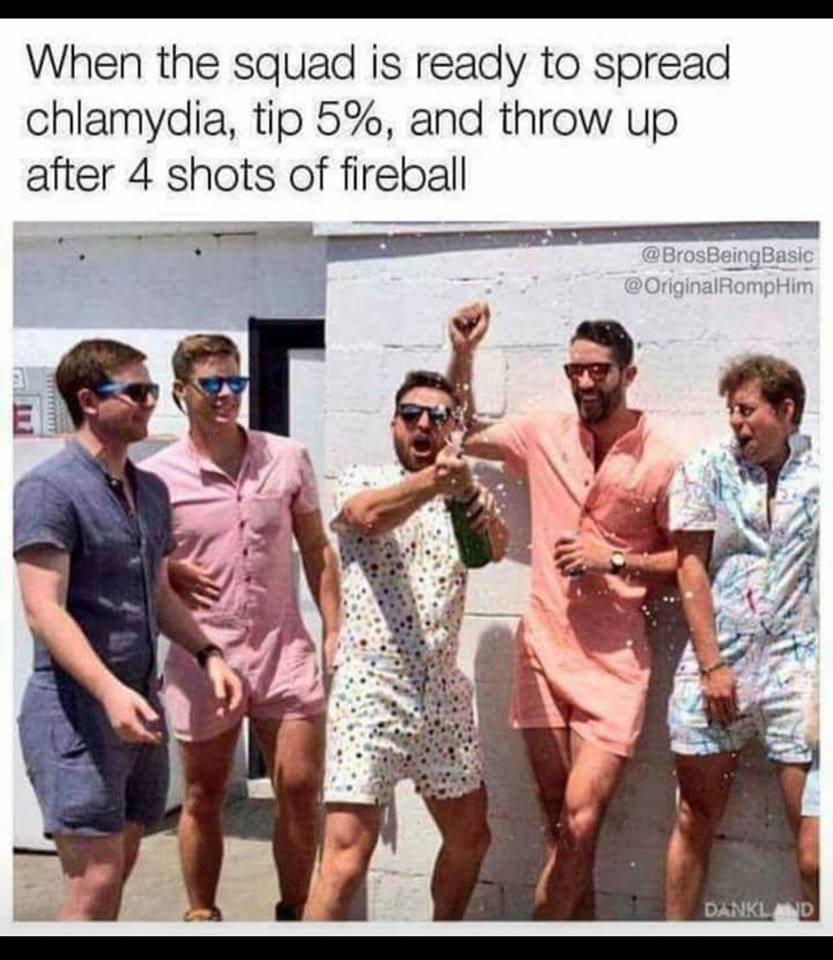 When the squad is ready to spread
chlamydia, tip 5%, and throw up
after 4 shots of fireball
@BrosBeingBasic
@OriginalRompHim
E
DANKLAND